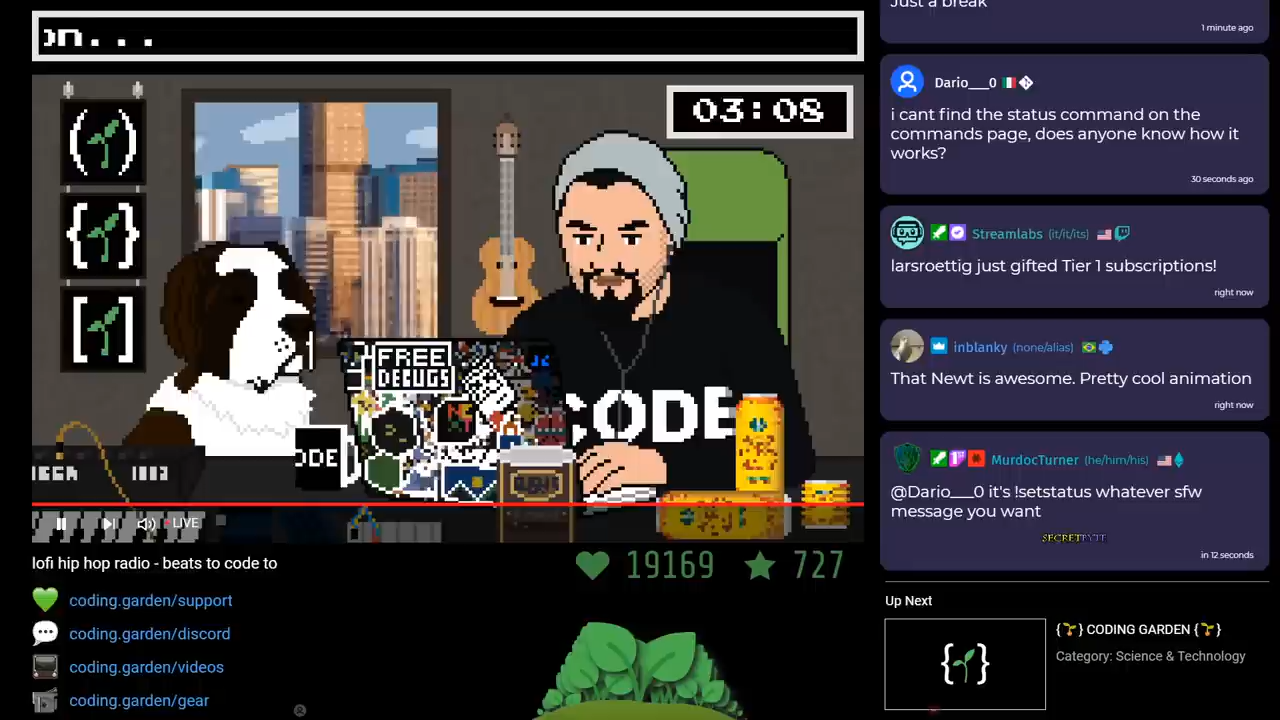 on...
03:08
FREE
DEBUGS
CODE
ODE
LIVE
lofi hip hop radio - beats to code to
19169 727
coding.garden/support
coding.garden/discord
coding.garden/videos
coding.garden/gear
Just a break
1 minute ago
Dario___0
i cant find the status command on the
commands page, does anyone know how it
works?
30 seconds ago
Streamlabs (it/it/its)
larsroettig just gifted Tier 1 subscriptions!
right now
inblanky (none/alias)
That Newt is awesome. Pretty cool animation
right now
MurdocTurner (he/him/his)
@Dario___0 it's !setstatus whatever sfw
message you want
SECRETBYTE
in 12 seconds
Up Next
{🌱} CODING GARDEN {🌱}
Category: Science & Technology